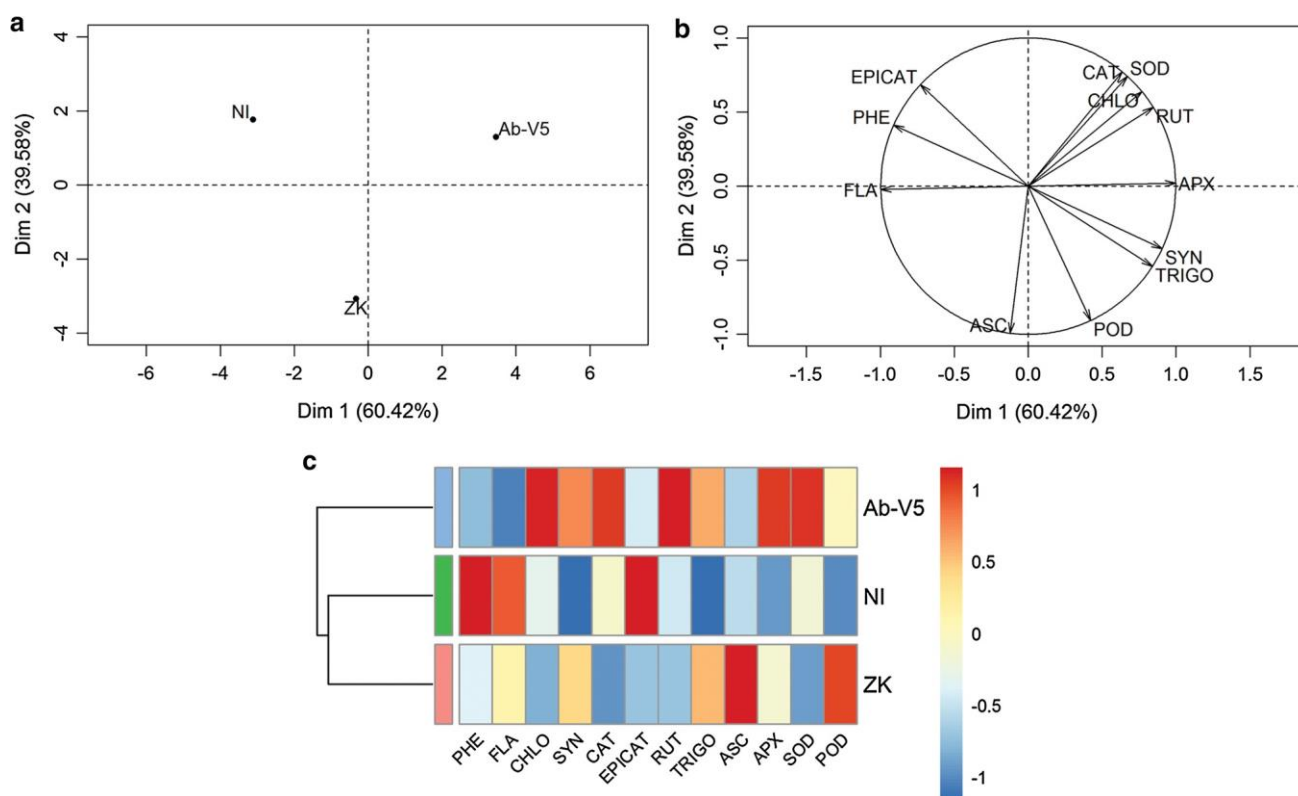 a
4
2
0
-2
-4
NI
Ab-V5
ZK
-6 -4 -2 0 2 4 6
Dim 1 (60.42%)
Dim 2 (39.58%)
b
1.0
0.5
0.0
-0.5
-1.0
EPICAT
PHE
FLA
CAT
SOD
CHLO
RUT
APX
SYN
TRIGO
ASC
POD
-1.5 -1.0 -0.5 0.0 0.5 1.0 1.5
Dim 1 (60.42%)
Dim 2 (39.58%)
c
Ab-V5
NI
ZK
PHE FLA CHLO SYN CAT EPICAT RUT TRIGO ASC APX SOD POD
1
0.5
0
-0.5
-1